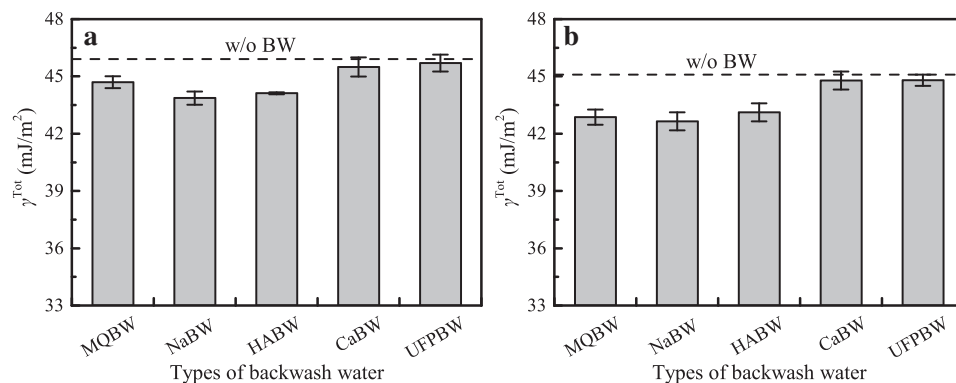 a
w/o BW
48
45
42
39
36
33
γ^Tot (mJ/m²)
MQBW
NaBW
HABW
CaBW
UFPBW
Types of backwash water
b
w/o BW
48
45
42
39
36
33
γ^Tot (mJ/m²)
MQBW
NaBW
HABW
CaBW
UFPBW
Types of backwash water